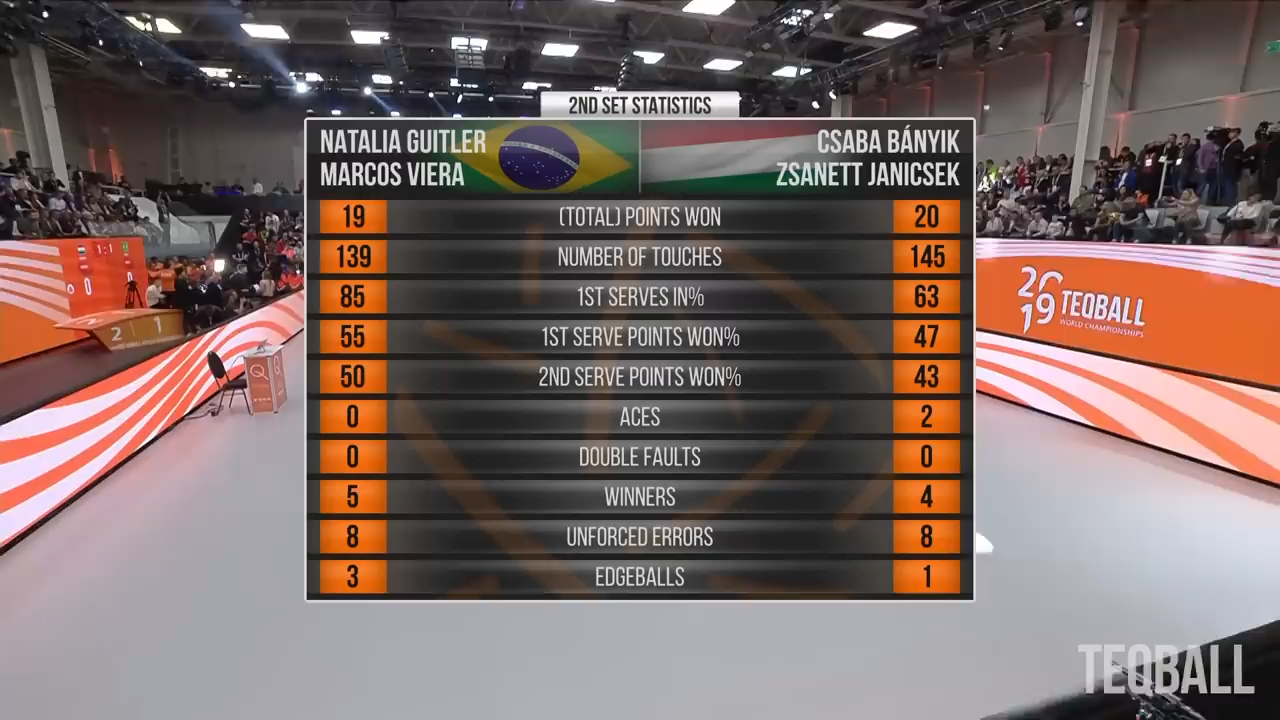 2ND SET STATISTICS
NATALIA GUITLER
MARCOS VIERA
CSABA BÁNYIK
ZSANETT JANICSEK
19 (TOTAL) POINTS WON 20
139 NUMBER OF TOUCHES 145
85 1ST SERVES IN% 63
55 1ST SERVE POINTS WON% 47
50 2ND SERVE POINTS WON% 43
0 ACES 2
0 DOUBLE FAULTS 0
5 WINNERS 4
8 UNFORCED ERRORS 8
3 EDGEBALLS 1
1:1
0 0
2 1
2019 TEQBALL
WORLD CHAMPIONSHIPS
TEQBALL